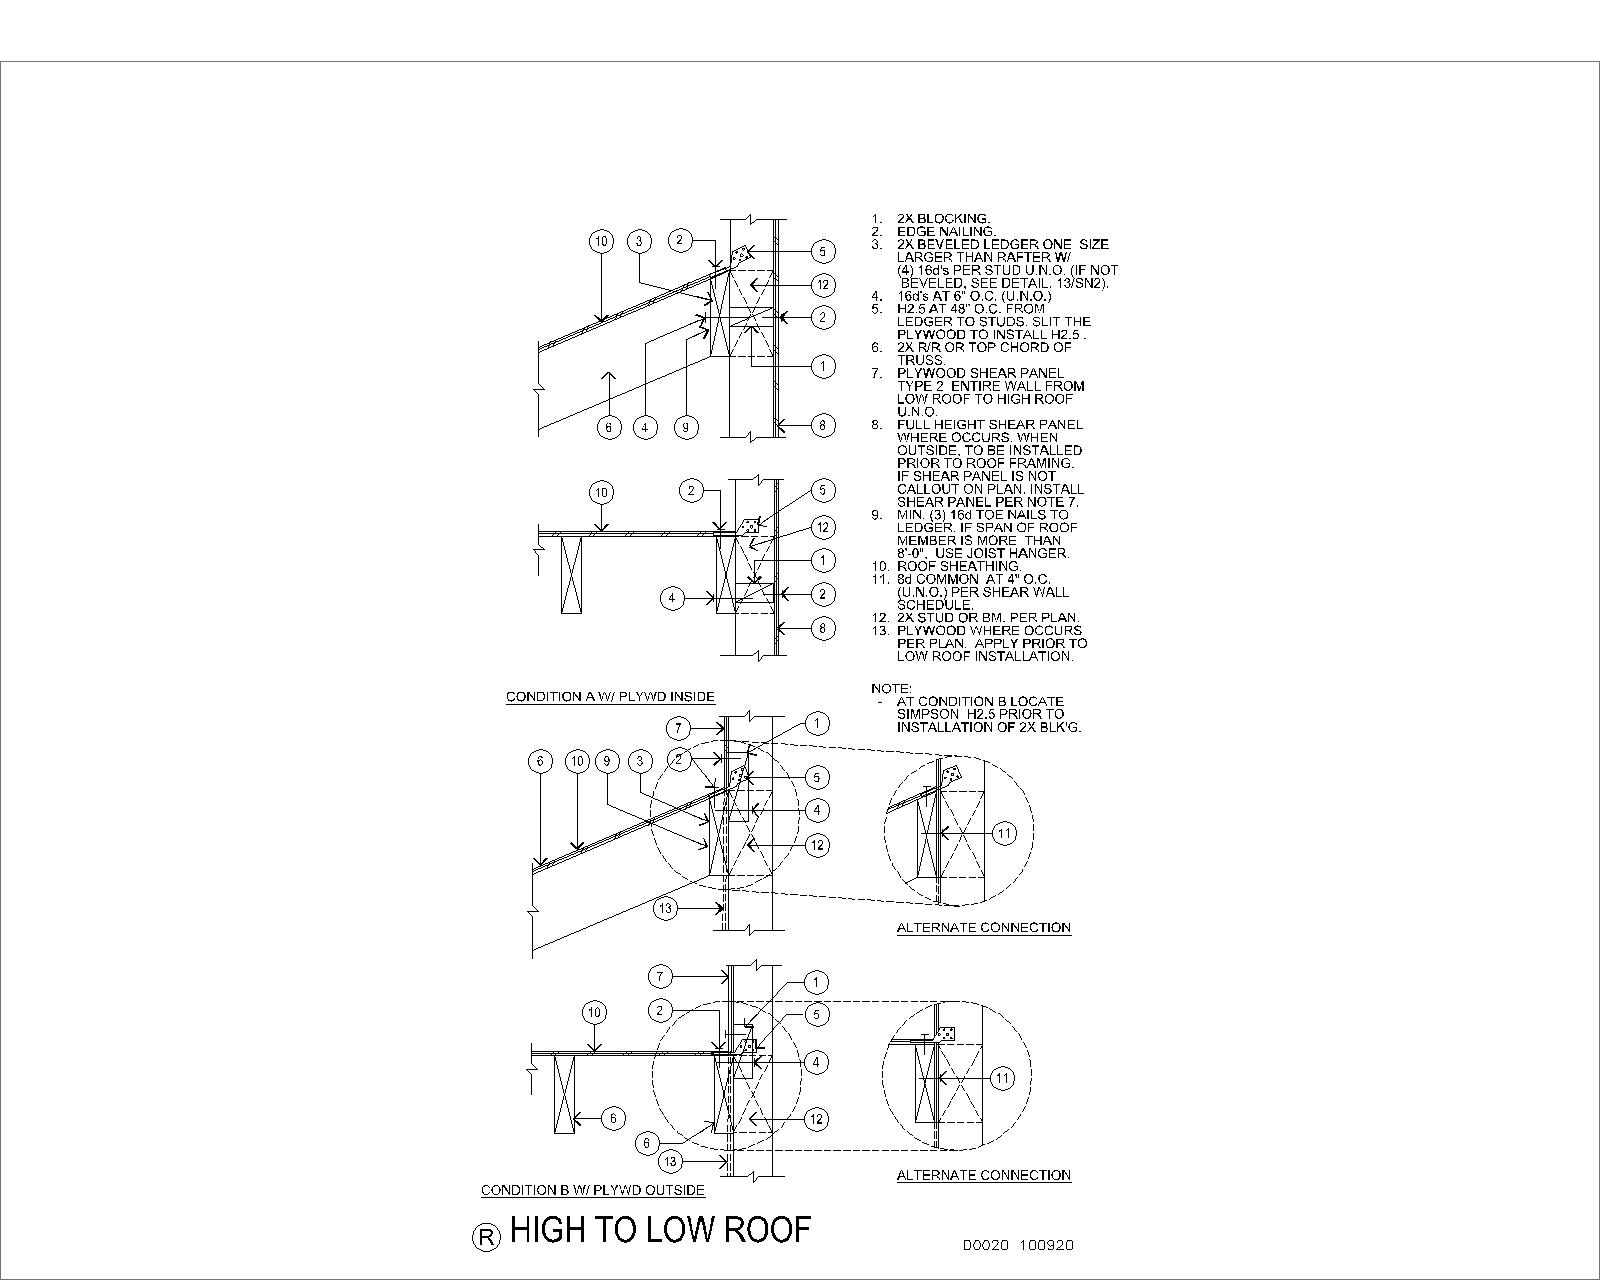 1. 2X BLOCKING.
2. EDGE NAILING.
3. 2X BEVELED LEDGER ONE SIZE
LARGER THAN RAFTER W/
(4) 16d's PER STUD U.N.O. (IF NOT
BEVELED, SEE DETAIL. 13/SN2).
4. 16d's AT 6" O.C. (U.N.O.)
5. H2.5 AT 48" O.C. FROM
LEDGER TO STUDS. SLIT THE
PLYWOOD TO INSTALL H2.5 .
6. 2X R/R OR TOP CHORD OF
TRUSS.
7. PLYWOOD SHEAR PANEL
TYPE 2 ENTIRE WALL FROM
LOW ROOF TO HIGH ROOF
U.N.O.
8. FULL HEIGHT SHEAR PANEL
WHERE OCCURS. WHEN
OUTSIDE, TO BE INSTALLED
PRIOR TO ROOF FRAMING.
IF SHEAR PANEL IS NOT
CALLOUT ON PLAN. INSTALL
SHEAR PANEL PER NOTE 7.
9. MIN. (3) 16d TOE NAILS TO
LEDGER. IF SPAN OF ROOF
MEMBER IS MORE THAN
8'-0", USE JOIST HANGER.
10. ROOF SHEATHING.
11. 8d COMMON AT 4" O.C.
(U.N.O.) PER SHEAR WALL
SCHEDULE.
12. 2X STUD OR BM. PER PLAN.
13. PLYWOOD WHERE OCCURS
PER PLAN. APPLY PRIOR TO
LOW ROOF INSTALLATION.
NOTE:
- AT CONDITION B LOCATE
SIMPSON H2.5 PRIOR TO
INSTALLATION OF 2X BLK'G.
10 3 2
5
12
2
1
6 4 9 8
10 2 5
12
1
4 2
8
CONDITION A W/ PLYWD INSIDE
7 1
6 10 9 3 2
5
4
11
12
13
ALTERNATE CONNECTION
7 1
10 2 5
4
11
6 12
6
13
ALTERNATE CONNECTION
CONDITION B W/ PLYWD OUTSIDE
R HIGH TO LOW ROOF
D0020 100920